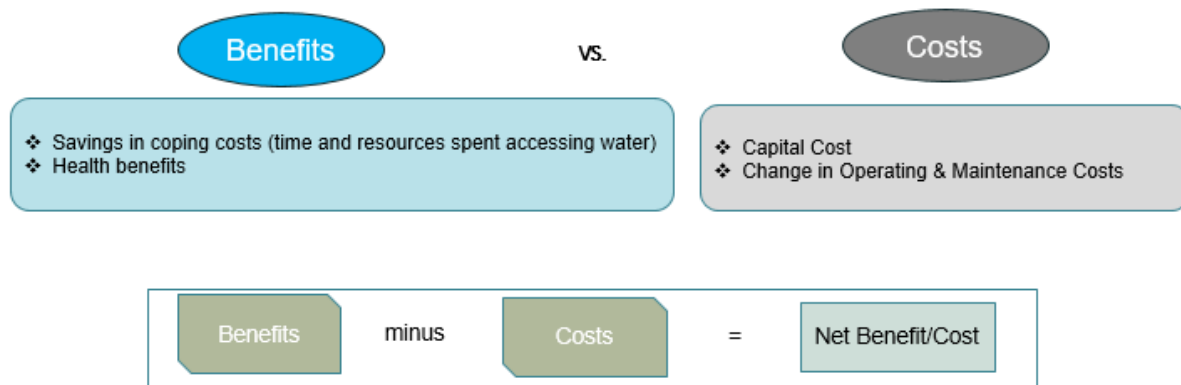 Benefits
vs.
Costs
❖ Savings in coping costs (time and resources spent accessing water)
❖ Health benefits
❖ Capital Cost
❖ Change in Operating & Maintenance Costs
Benefits minus Costs = Net Benefit/Cost